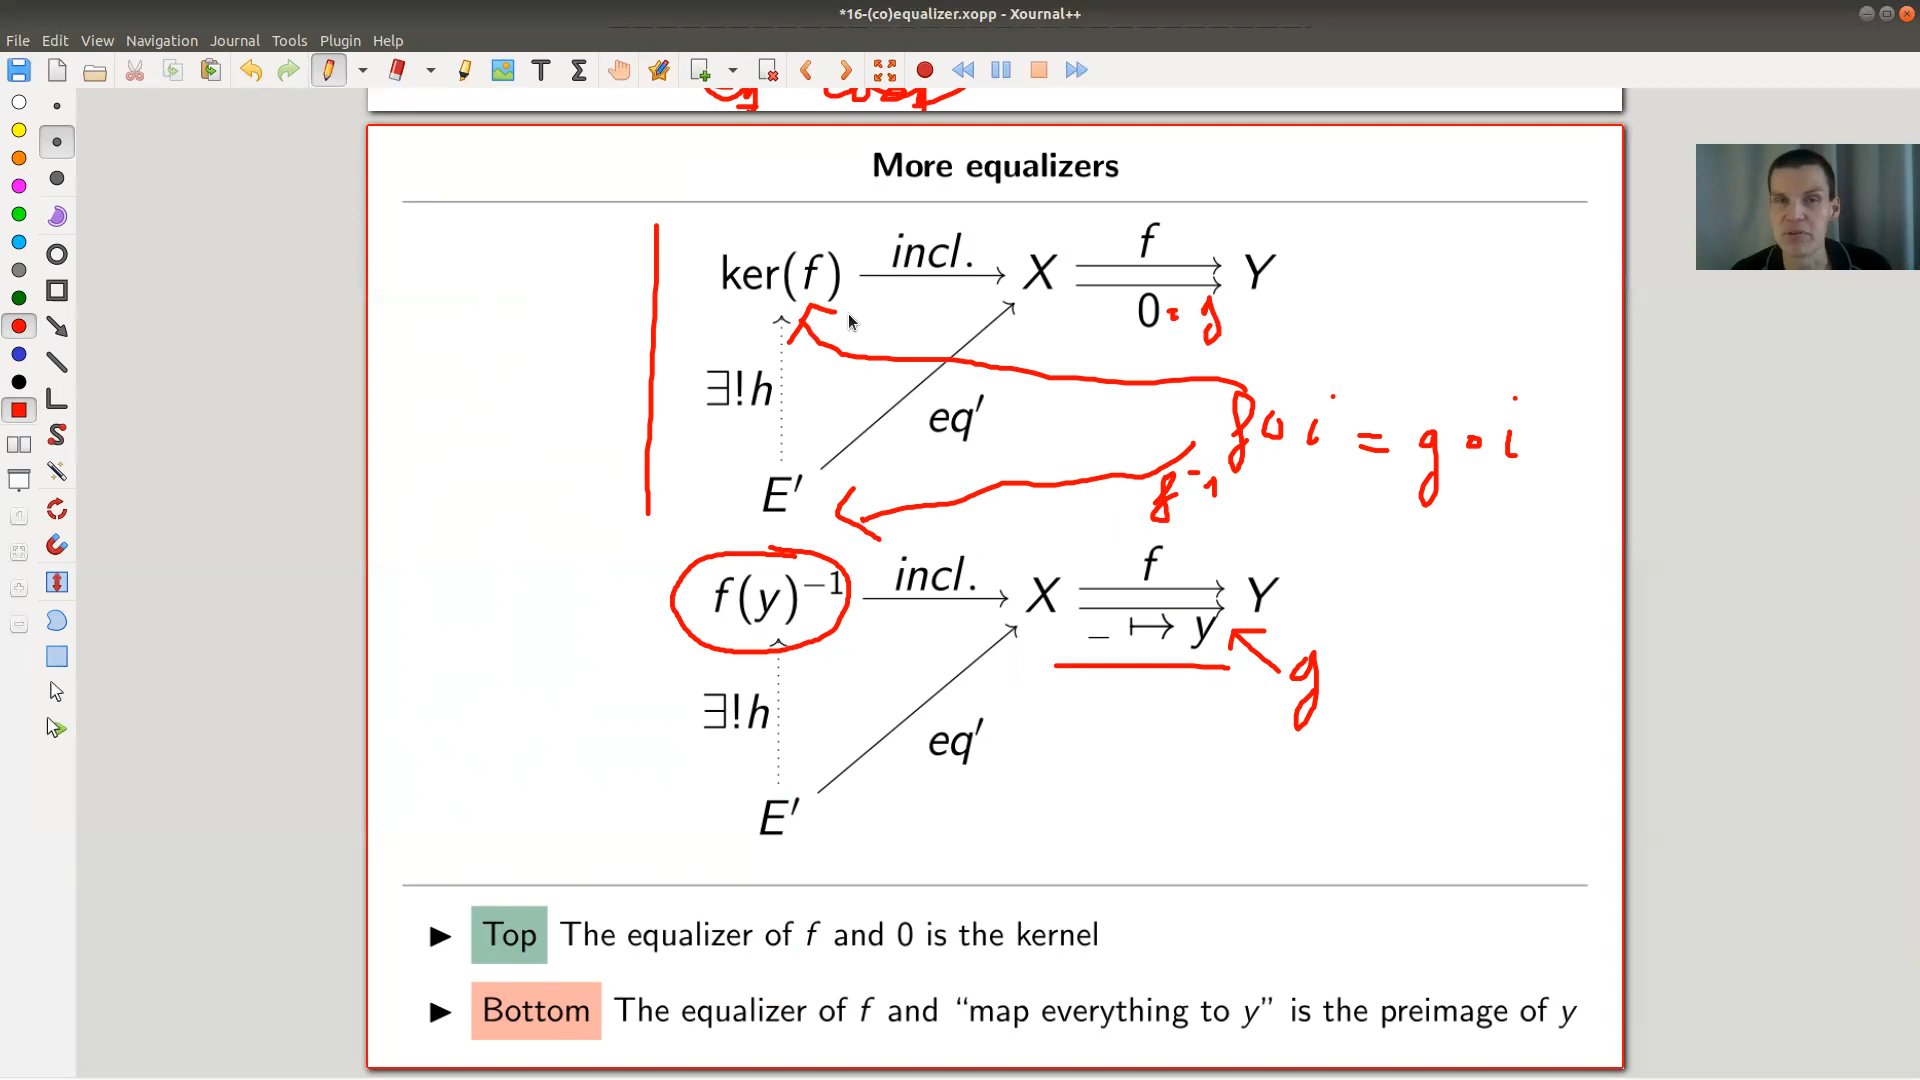 *16-(co)equalizer.xopp - Xournal++
File Edit View Navigation Journal Tools Plugin Help
More equalizers
ker(f) incl. X f Y
0 = g
∃!h eq′
f ∘ i = g ∘ i
E′ f⁻¹
f(y)⁻¹ incl. X f Y
_ ↦ y
g
∃!h eq′
E′
► Top The equalizer of f and 0 is the kernel
► Bottom The equalizer of f and “map everything to y” is the preimage of y